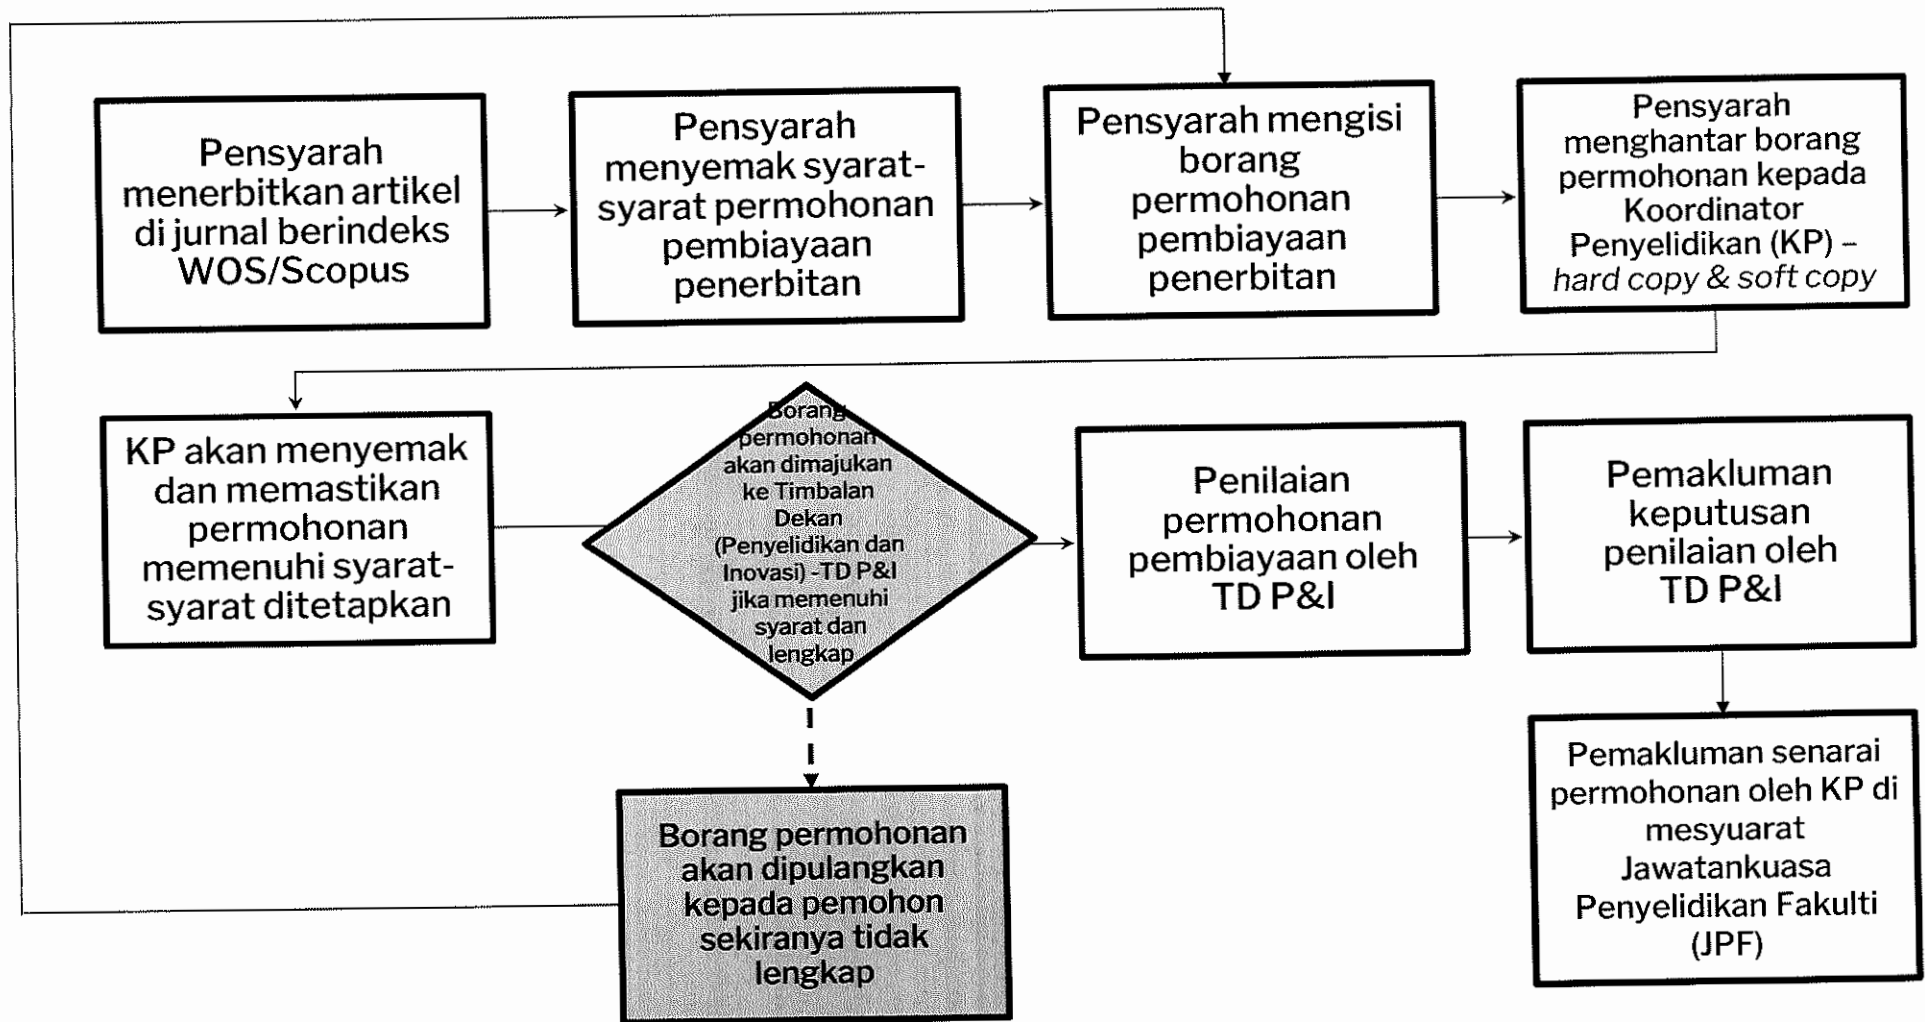 Pensyarah
menerbitkan artikel
di jurnal berindeks
WOS/Scopus
Pensyarah
menyemak syarat-
syarat permohonan
pembiayaan
penerbitan
Pensyarah mengisi
borang
permohonan
pembiayaan
penerbitan
Pensyarah
menghantar borang
permohonan kepada
Koordinator
Penyelidikan (KP) –
hard copy & soft copy
KP akan menyemak
dan memastikan
permohonan
memenuhi syarat-
syarat ditetapkan
Borang
permohonan
akan dimajukan
ke Timbalan
Dekan
(Penyelidikan dan
Inovasi) -TD P&I
jika memenuhi
syarat dan
lengkap
Penilaian
permohonan
pembiayaan oleh
TD P&I
Pemakluman
keputusan
penilaian oleh
TD P&I
Borang permohonan
akan dipulangkan
kepada pemohon
sekiranya tidak
lengkap
Pemakluman senarai
permohonan oleh KP di
mesyuarat
Jawatankuasa
Penyelidikan Fakulti
(JPF)